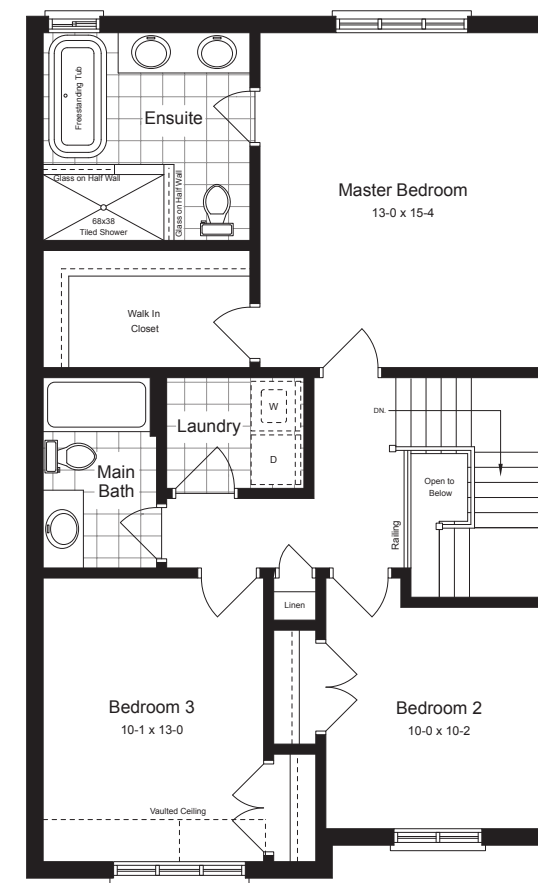 Freestanding Tub
Ensuite
Glass on Half Wall
Glass on Half Wall
68x38
Tiled Shower
Master Bedroom
13-0 x 15-4
Walk In
Closet
Laundry
W
D
DN.
Main
Bath
Open to
Below
Railing
Linen
Bedroom 3
10-1 x 13-0
Bedroom 2
10-0 x 10-2
Vaulted Ceiling